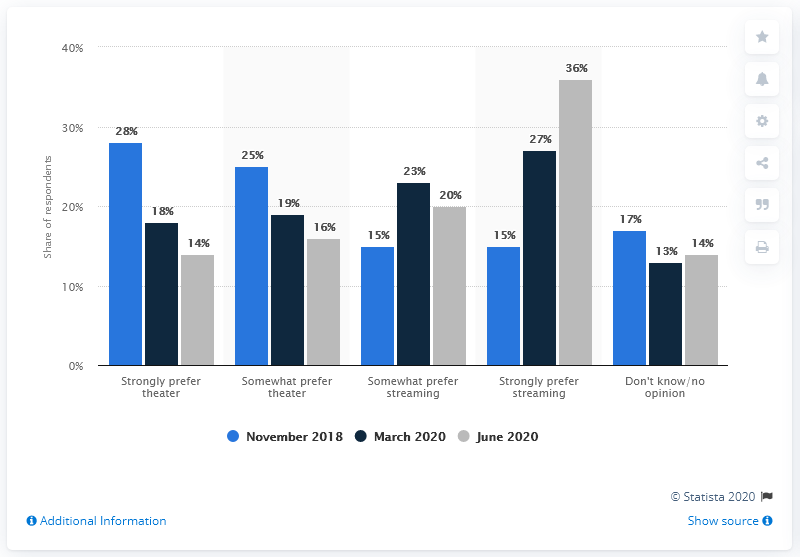 40%
36%
30%
28%
27%
25%
23%
20%
20%
19%
18%
17%
16%
15%
15%
14%
14%
13%
10%
0%
Share of respondents
Strongly prefer
theater
Somewhat prefer
theater
Somewhat prefer
streaming
Strongly prefer
streaming
Don't know/no
opinion
November 2018
March 2020
June 2020
© Statista 2020
Additional Information
Show source